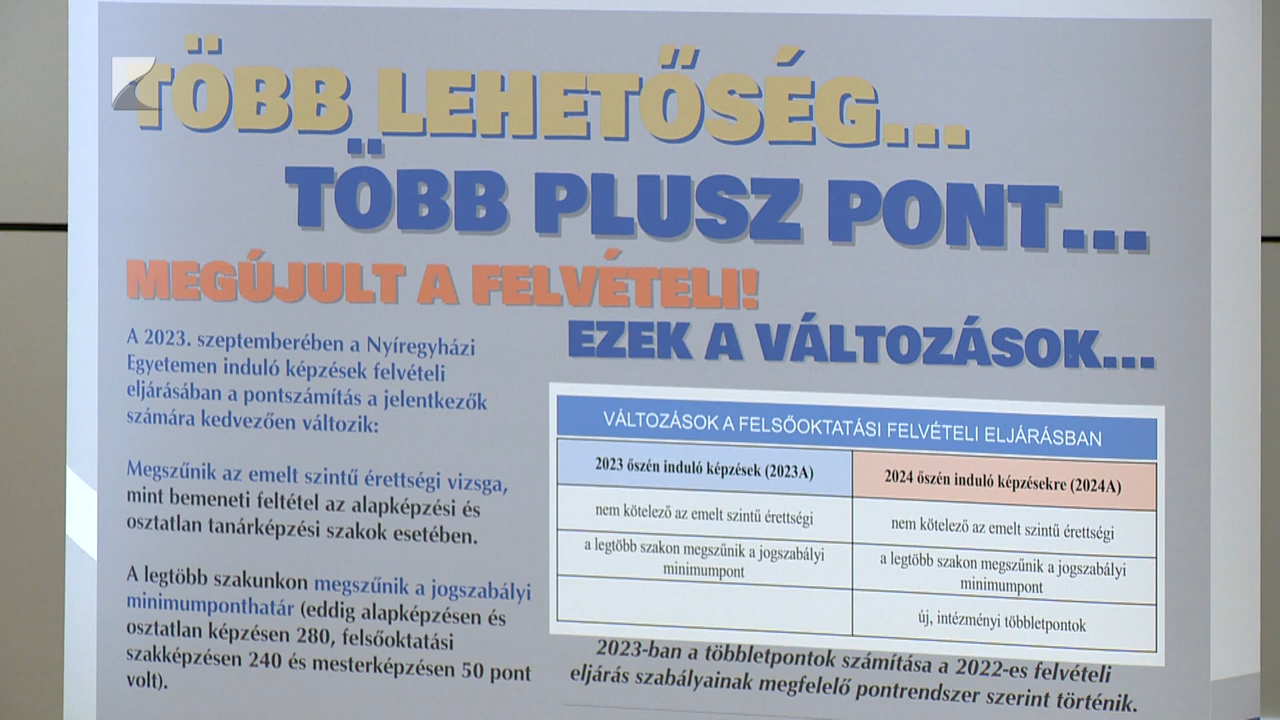 TÖBB LEHETŐSÉG...
TÖBB PLUSZ PONT...
MEGÚJULT A FELVÉTELI!
EZEK A VÁLTOZÁSOK...
A 2023. szeptemberében a Nyíregyházi
Egyetemen induló képzések felvételi
eljárásában a pontszámítás a jelentkezők
számára kedvezően változik:
Megszűnik az emelt szintű érettségi vizsga,
mint bemeneti feltétel az alapképzési és
osztatlan tanárképzési szakok esetében.
A legtöbb szakunkon megszűnik a jogszabályi
minimumponthatár (eddig alapképzésen és
osztatlan képzésen 280, felsőoktatási
szakképzésen 240 és mesterképzésen 50 pont
volt).
VÁLTOZÁSOK A FELSŐOKTATÁSI FELVÉTELI ELJÁRÁSBAN
2023 őszén induló képzések (2023A)
2024 őszén induló képzésekre (2024A)
nem kötelező az emelt szintű érettségi
nem kötelező az emelt szintű érettségi
a legtöbb szakon megszűnik a jogszabályi
minimumpont
a legtöbb szakon megszűnik a jogszabályi
minimumpont
új, intézményi többletpontok
2023-ban a többletpontok számítása a 2022-es felvételi
eljárás szabályainak megfelelő pontrendszer szerint történik.